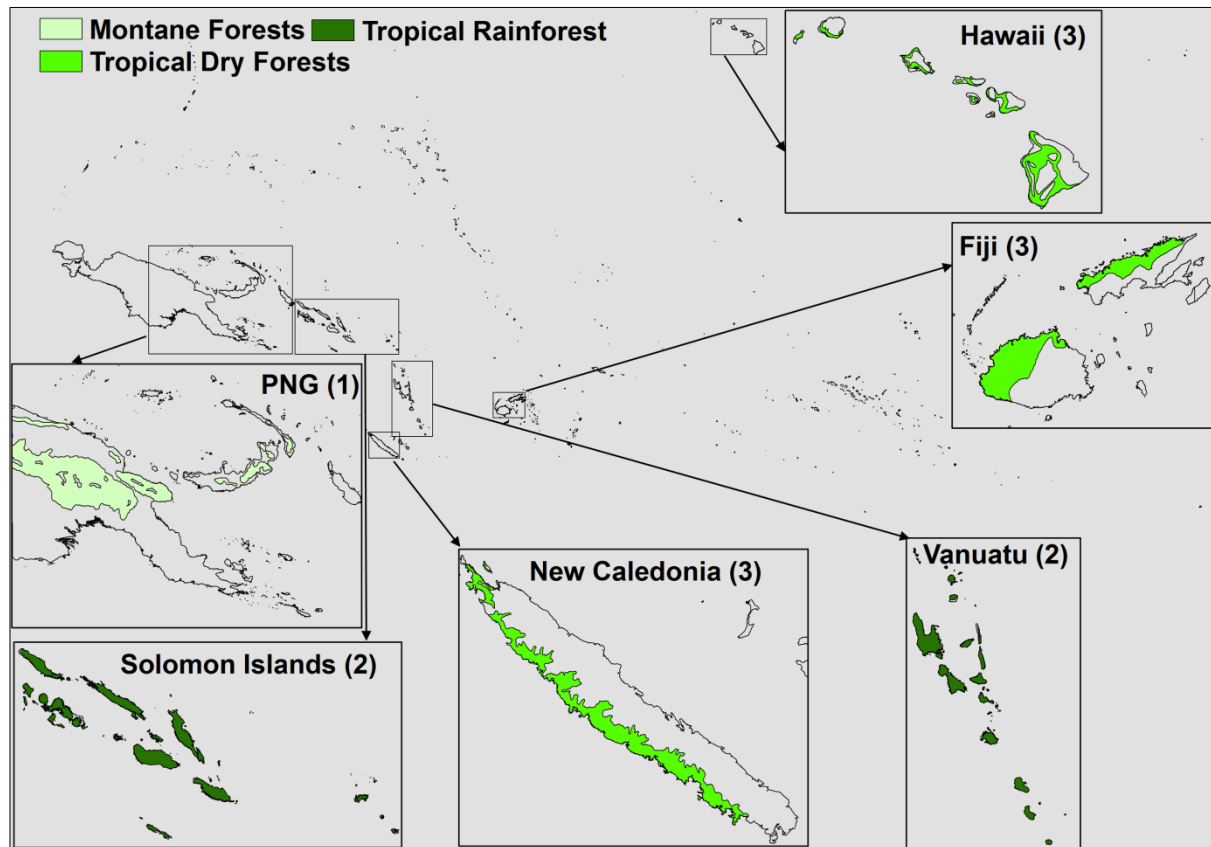 Montane Forests
Tropical Rainforest
Tropical Dry Forests
Hawaii (3)
Fiji (3)
PNG (1)
New Caledonia (3)
Vanuatu (2)
Solomon Islands (2)